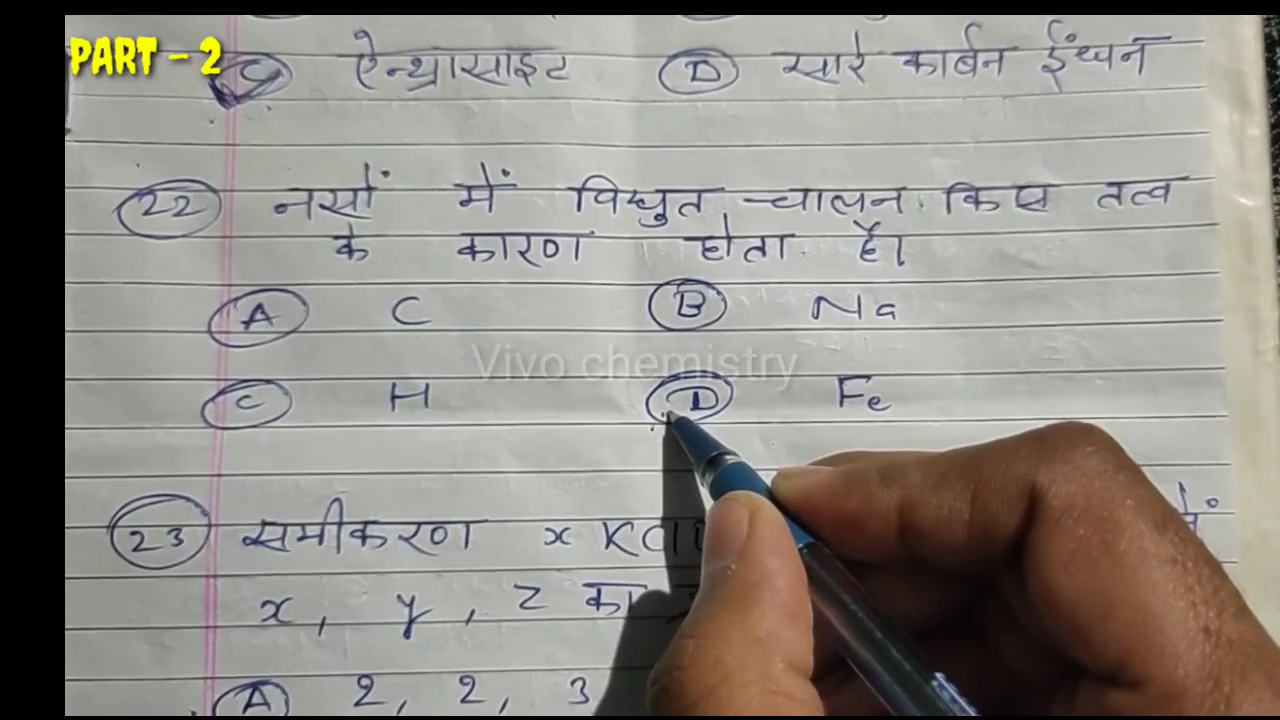 PART - 2
C ऐन्थ्रासाइट D सारे कार्बन ईंध्धन
22 नसों में विधुत चालन किस तत्व
के कारण होता है।
A C B Na
Vivo chemistry
C H D Fe
23 समीकरण x KClO
x, y, z का
A 2, 2, 3